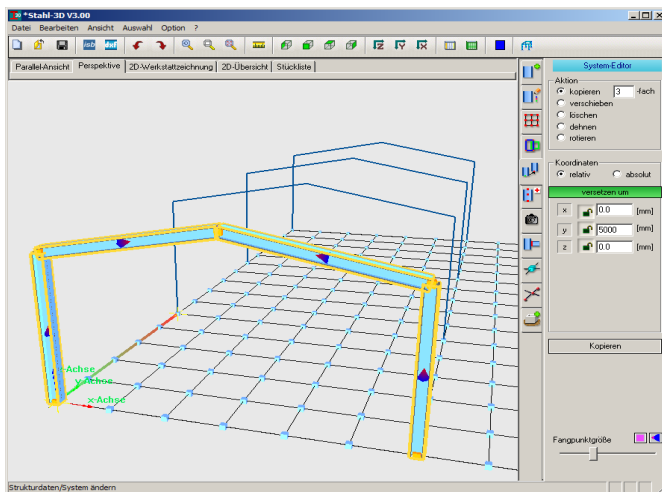 *Stahl-3D V3.00
Datei Bearbeiten Ansicht Auswahl Option ?
isb dxf
Parallel-Ansicht Perspektive 2D-Werkstattzeichnung 2D-Übersicht Stückliste
System-Editor
Aktion
kopieren 3 -fach
verschieben
löschen
dehnen
rotieren
Koordinaten
relativ absolut
versetzen um
x 0.0 [mm]
y 5000 [mm]
z 0.0 [mm]
Kopieren
-Achse
y-Achse
x-Achse
Fangpunktgröße
Strukturdaten/System ändern